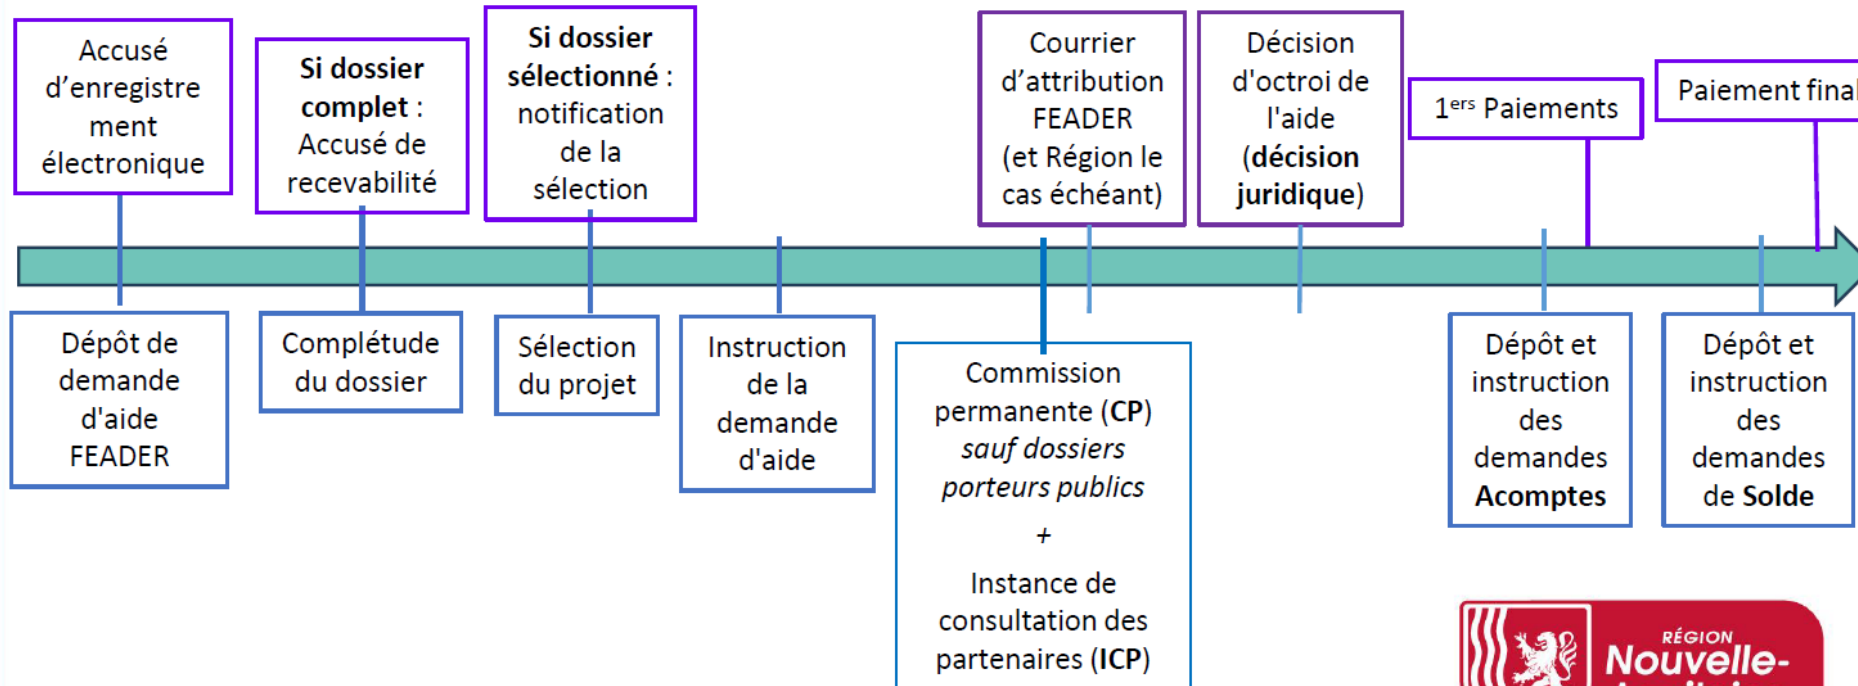 Accusé
d’enregistre
ment
électronique
Si dossier
complet :
Accusé de
recevabilité
Si dossier
sélectionné :
notification
de la
sélection
Courrier
d’attribution
FEADER
(et Région le
cas échéant)
Décision
d'octroi de
l'aide
(décision
juridique)
1ers Paiements
Paiement final
Dépôt de
demande
d'aide
FEADER
Complétude
du dossier
Sélection
du projet
Instruction
de la
demande
d'aide
Commission
permanente (CP)
sauf dossiers
porteurs publics
+
Instance de
consultation des
partenaires (ICP)
Dépôt et
instruction
des
demandes
Acomptes
Dépôt et
instruction
des
demandes
de Solde
RÉGION
Nouvelle-